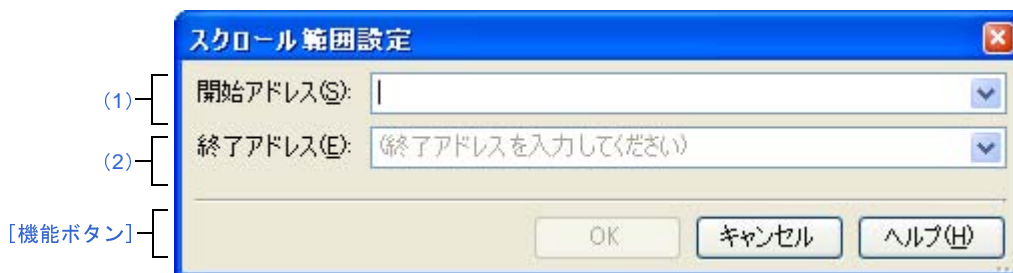 スクロール範囲設定
(1) 開始アドレス(S):
(2) 終了アドレス(E): (終了アドレスを入力してください)
[機能ボタン] OK キャンセル ヘルプ(H)